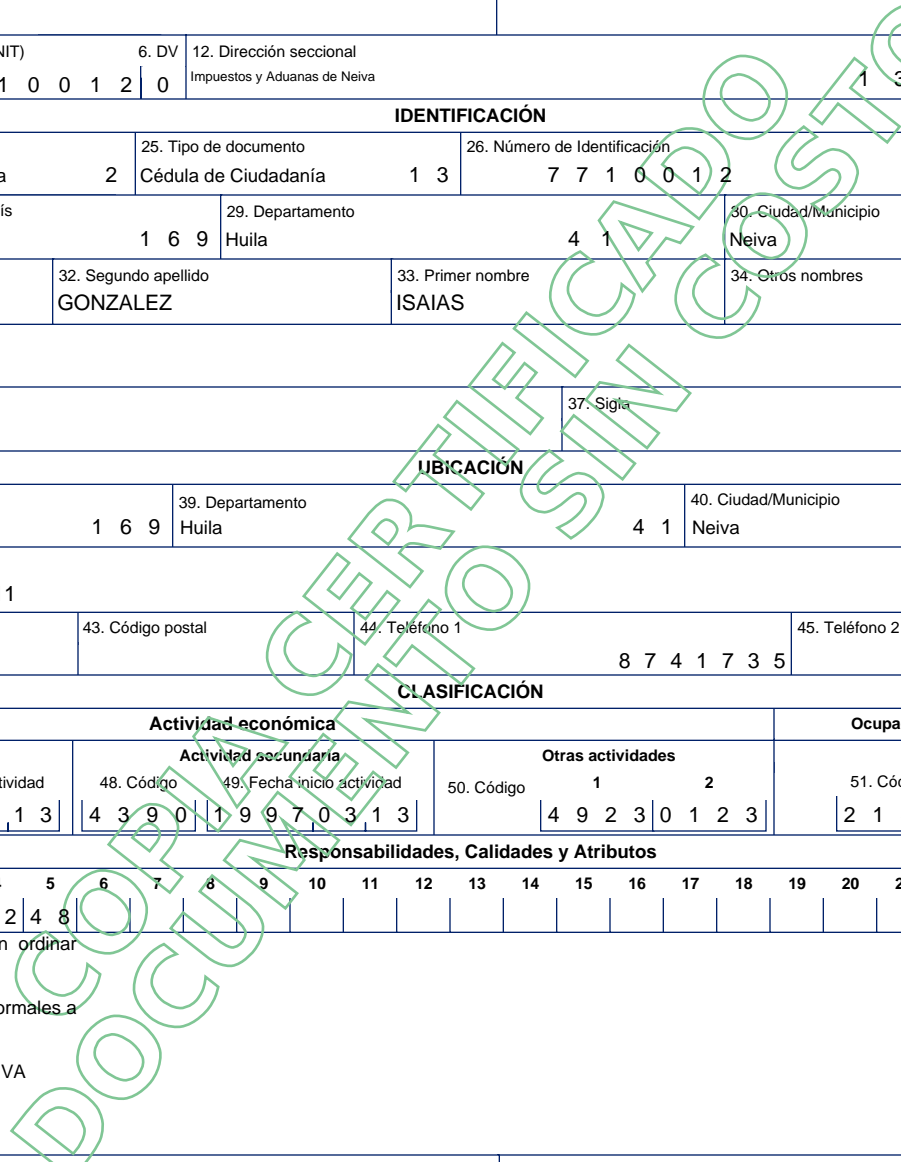 NIT) 6. DV 12. Dirección seccional
1 0 0 1 2 0 Impuestos y Aduanas de Neiva 1 3
IDENTIFICACIÓN
25. Tipo de documento 26. Número de Identificación
a 2 Cédula de Ciudadanía 1 3 7 7 1 0 0 1 2
ís 29. Departamento 30. Ciudad/Municipio
1 6 9 Huila 4 1 Neiva
32. Segundo apellido 33. Primer nombre 34. Otros nombres
GONZALEZ ISAIAS
37. Sigla
UBICACIÓN
39. Departamento 40. Ciudad/Municipio
1 6 9 Huila 4 1 Neiva
1
43. Código postal 44. Teléfono 1 45. Teléfono 2
8 7 4 1 7 3 5
CLASIFICACIÓN
Actividad económica Ocupa
Actividad secundaria Otras actividades
tividad 48. Código 49. Fecha inicio actividad 50. Código 1 2 51. Cód
1 3 4 3 9 0 1 9 9 7 0 3 1 3 4 9 2 3 0 1 2 3 2 1
Responsabilidades, Calidades y Atributos
5 6 7 8 9 10 11 12 13 14 15 16 17 18 19 20 2
2 4 8
n ordinar
ormales a
VA
COPIA CERTIFICADO
DOCUMENTO SIN COSTO